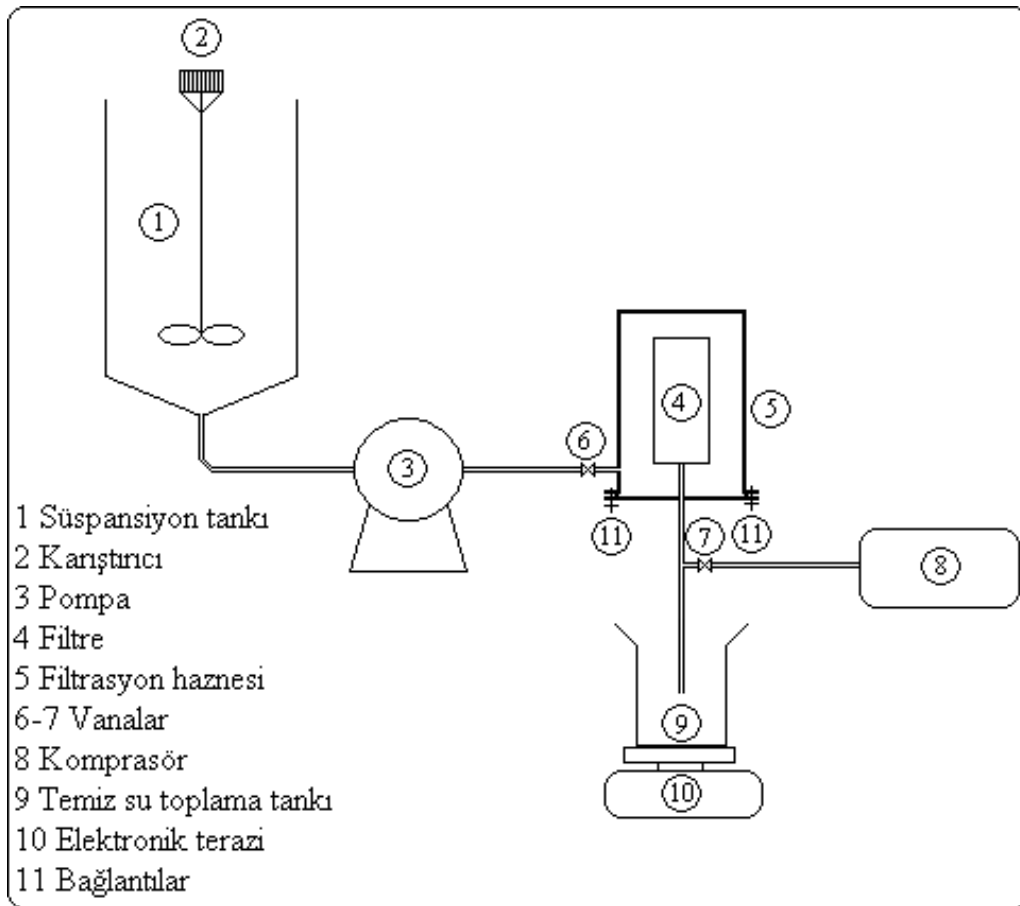 2
1
4
5
6
3
11
7
11
8
9
10
1 Süspansiyon tankı
2 Karıştırıcı
3 Pompa
4 Filtre
5 Filtrasyon haznesi
6-7 Vanalar
8 Komprasör
9 Temiz su toplama tankı
10 Elektronik terazi
11 Bağlantılar